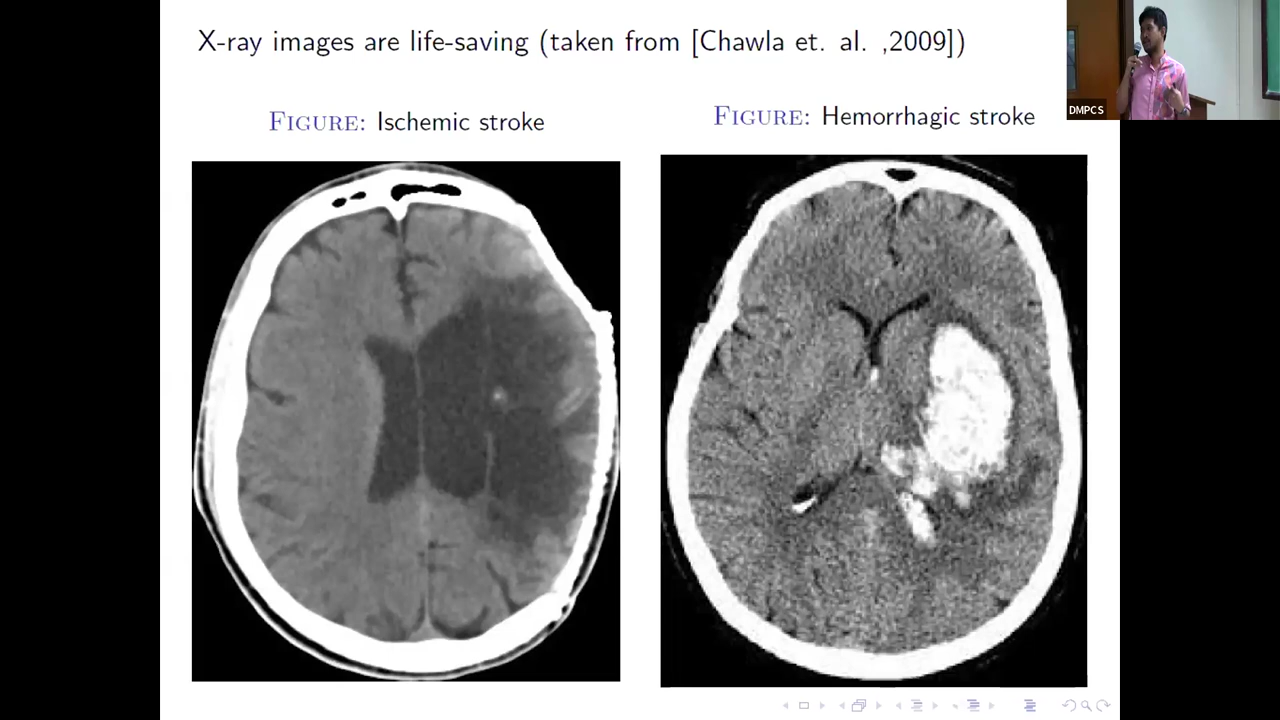 X-ray images are life-saving (taken from [Chawla et. al. ,2009])
FIGURE: Ischemic stroke
FIGURE: Hemorrhagic stroke
DMPCS